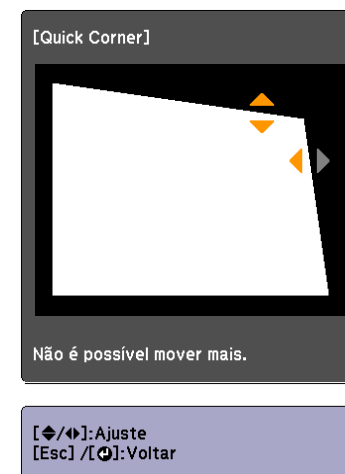 [Quick Corner]
Não é possível mover mais.
[◆/◆]:Ajuste
[Esc] /[↵]:Voltar